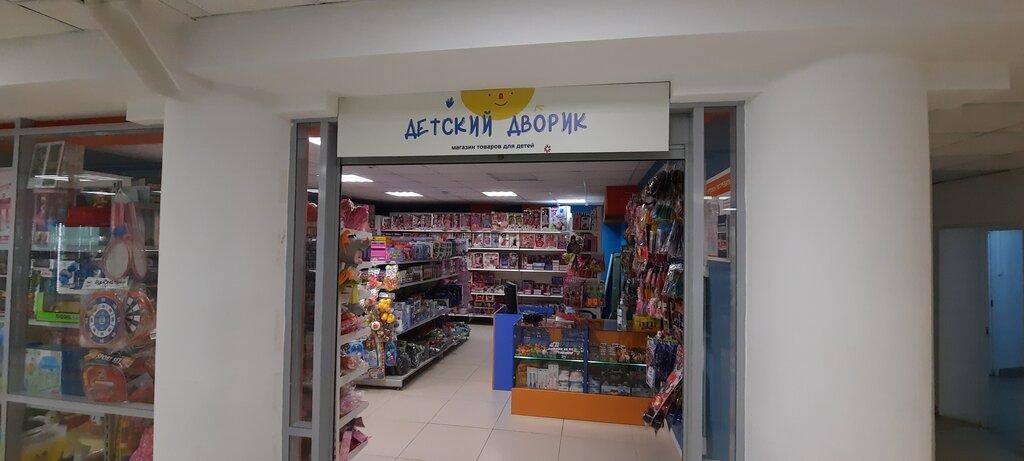 ДЕТСКИЙ ДВОРИК
магазин товаров для детей